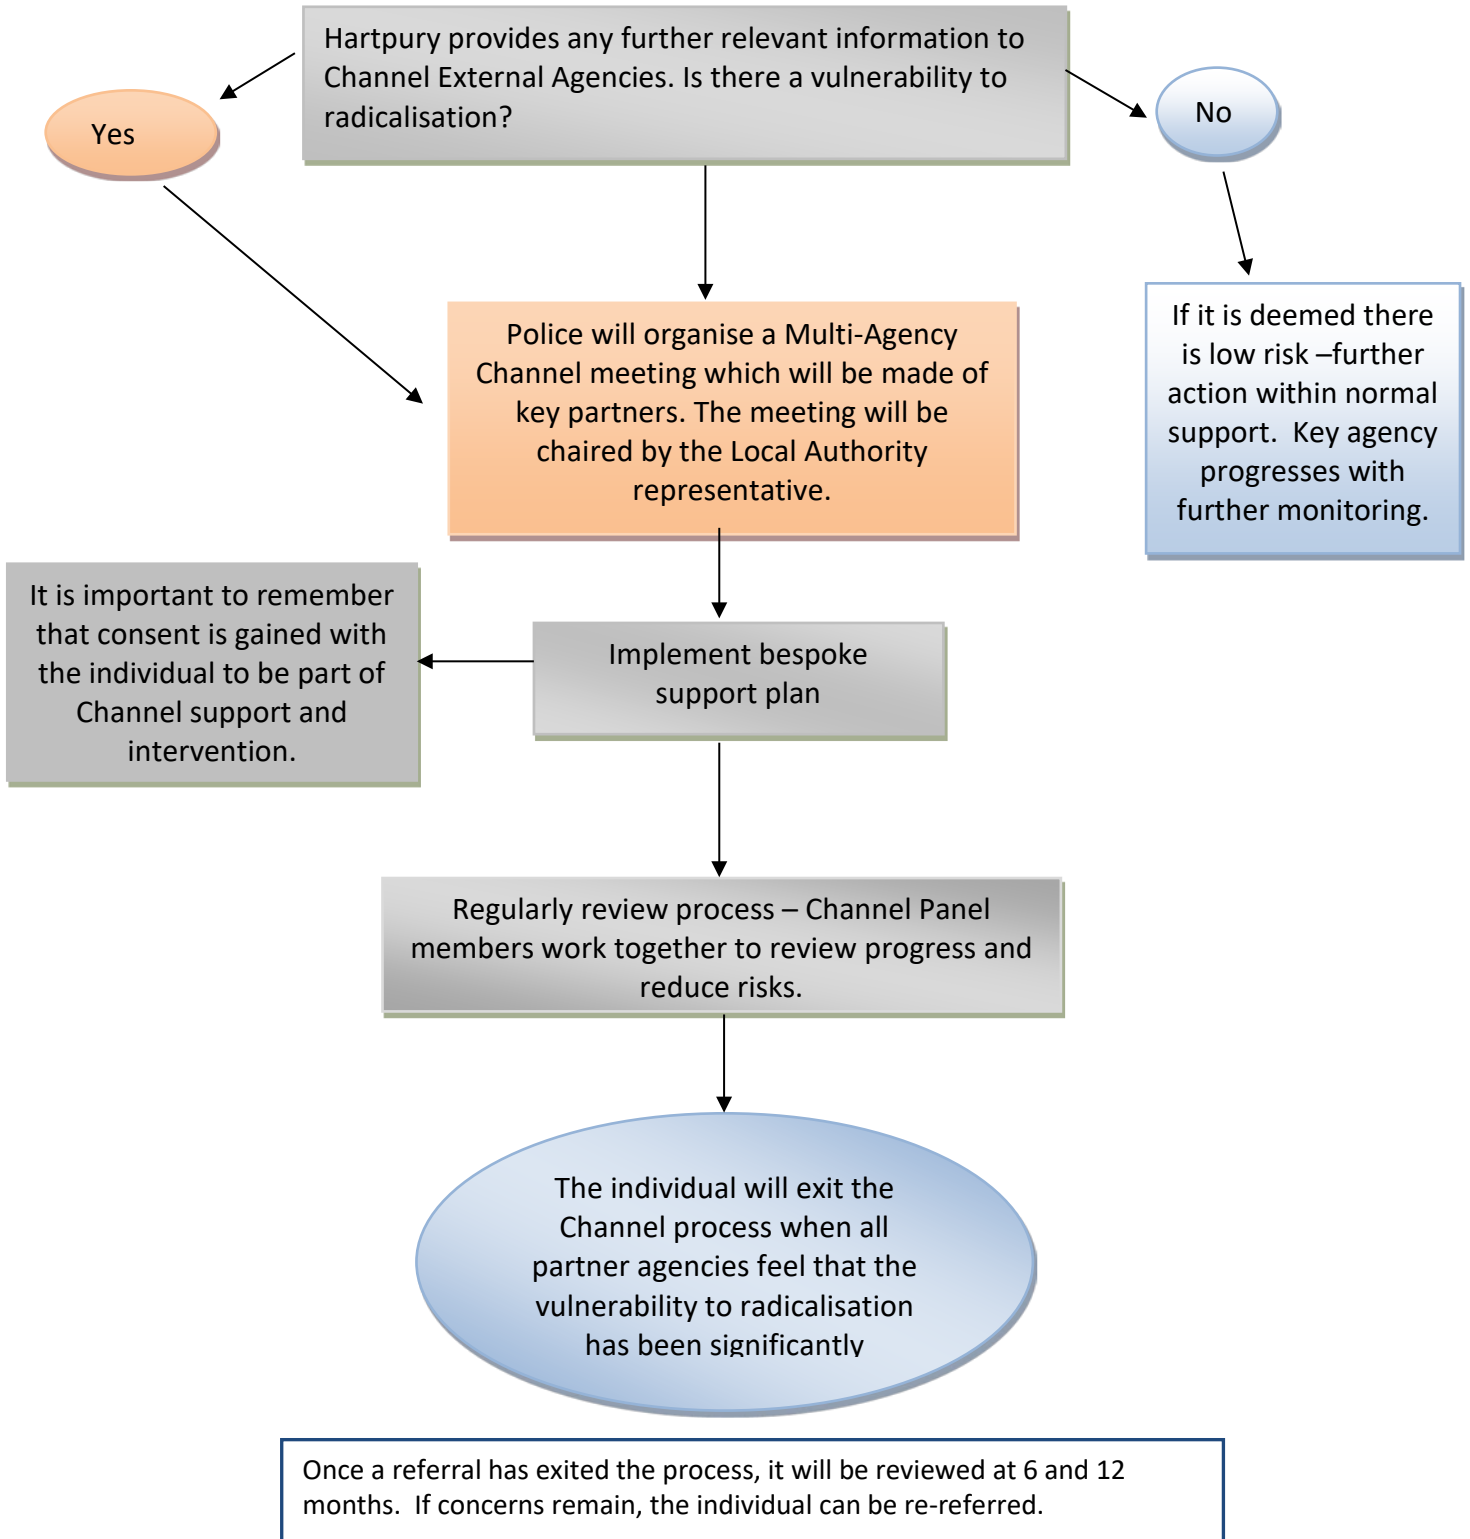 Hartpury provides any further relevant information to
Channel External Agencies. Is there a vulnerability to
radicalisation?
Yes
No
Police will organise a Multi-Agency
Channel meeting which will be made of
key partners. The meeting will be
chaired by the Local Authority
representative.
If it is deemed there
is low risk –further
action within normal
support.  Key agency
progresses with
further monitoring.
It is important to remember
that consent is gained with
the individual to be part of
Channel support and
intervention.
Implement bespoke
support plan
Regularly review process – Channel Panel
members work together to review progress and
reduce risks.
The individual will exit the
Channel process when all
partner agencies feel that the
vulnerability to radicalisation
has been significantly
Once a referral has exited the process, it will be reviewed at 6 and 12
months.  If concerns remain, the individual can be re-referred.